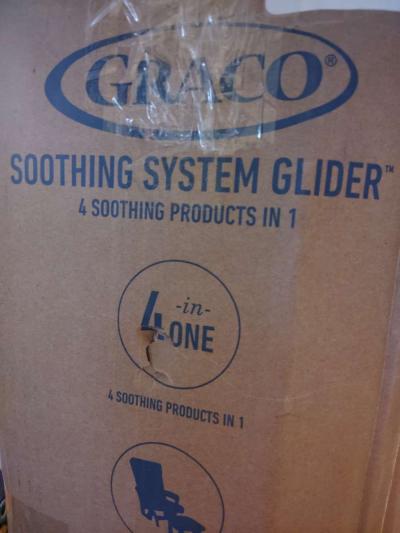 GRACO®
SOOTHING SYSTEM GLIDER™
4 SOOTHING PRODUCTS IN 1
4 -in-
ONE
4 SOOTHING PRODUCTS IN 1